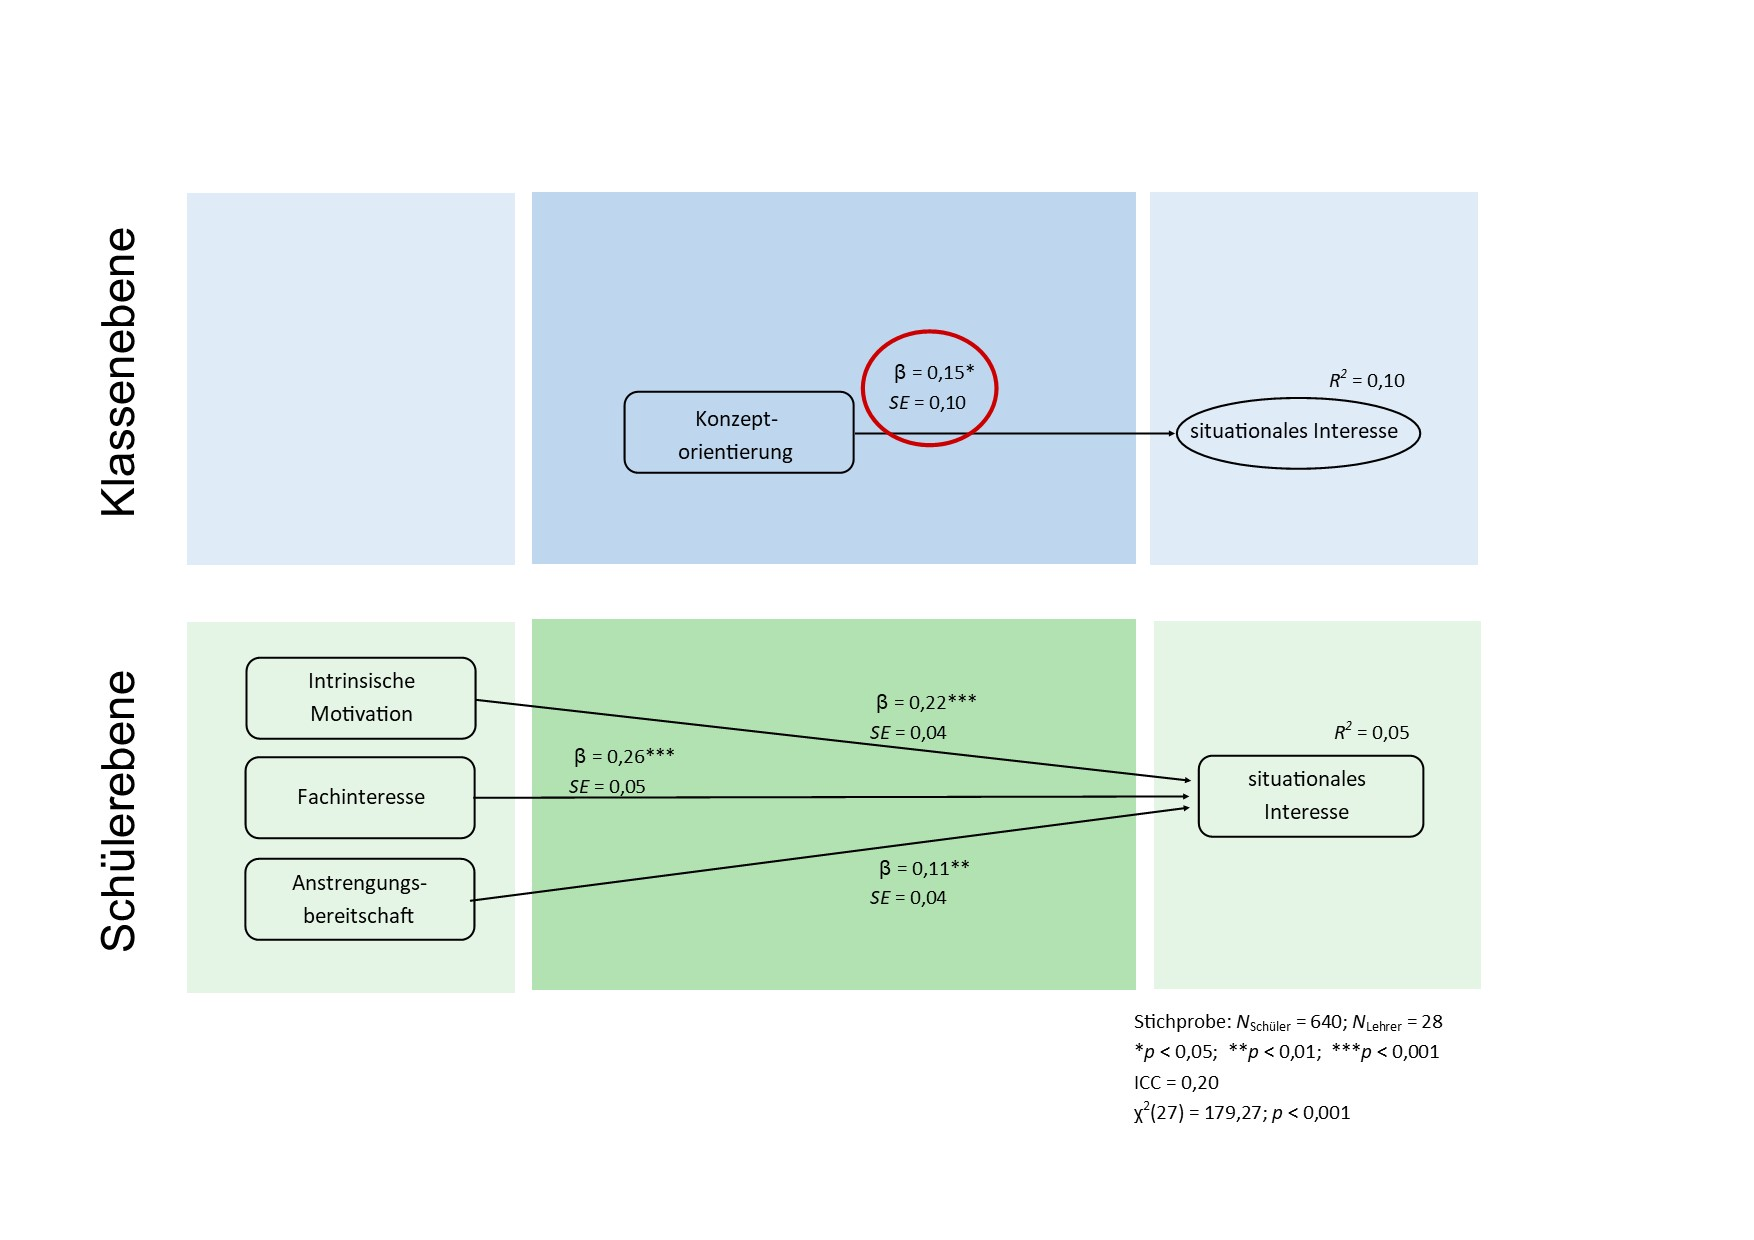 Klassenebene
β = 0,15*
SE = 0,10
Konzept-
orientierung
R² = 0,10
situationales Interesse
Schülerebene
Intrinsische
Motivation
β = 0,22***
SE = 0,04
β = 0,26***
SE = 0,05
Fachinteresse
R² = 0,05
situationales
Interesse
Anstrengungs-
bereitschaft
β = 0,11**
SE = 0,04
Stichprobe: NSchüler = 640; NLehrer = 28
*p < 0,05; **p < 0,01; ***p < 0,001
ICC = 0,20
χ²(27) = 179,27; p < 0,001